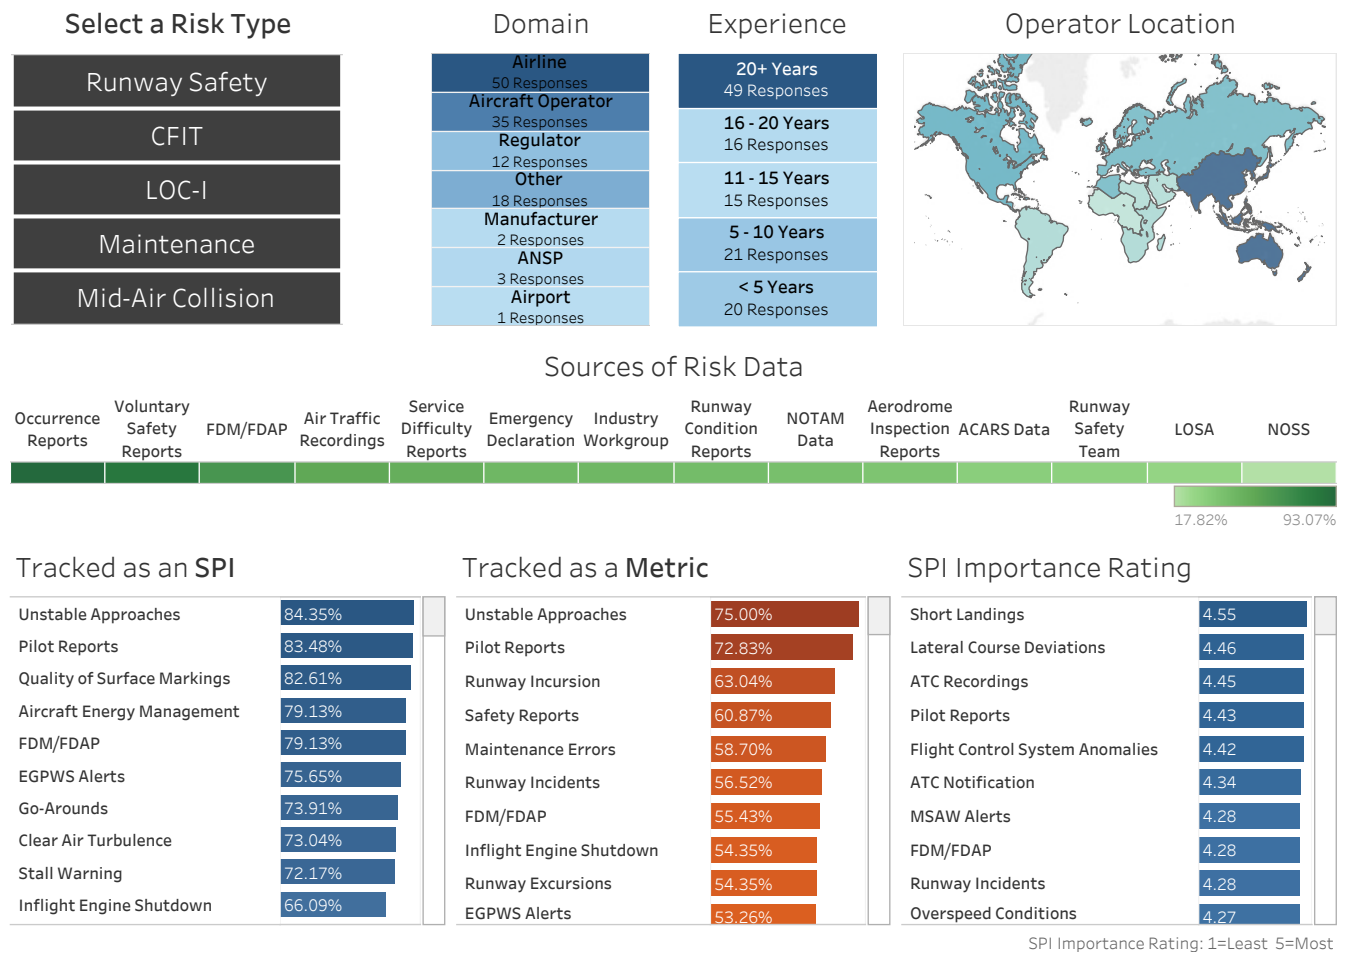 Select a Risk Type
Domain
Experience
Operator Location
Runway Safety
CFIT
LOC-I
Maintenance
Mid-Air Collision
Airline
50 Responses
Aircraft Operator
35 Responses
Regulator
12 Responses
Other
18 Responses
Manufacturer
2 Responses
ANSP
3 Responses
Airport
1 Responses
20+ Years
49 Responses
16 - 20 Years
16 Responses
11 - 15 Years
15 Responses
5 - 10 Years
21 Responses
< 5 Years
20 Responses
Sources of Risk Data
Occurrence
Reports
Voluntary
Safety
Reports
FDM/FDAP
Air Traffic
Recordings
Service
Difficulty
Reports
Emergency
Declaration
Industry
Workgroup
Runway
Condition
Reports
NOTAM
Data
Aerodrome
Inspection
Reports
ACARS Data
Runway
Safety
Team
LOSA
NOSS
17.82%
93.07%
Tracked as an SPI
Unstable Approaches 84.35%
Pilot Reports 83.48%
Quality of Surface Markings 82.61%
Aircraft Energy Management 79.13%
FDM/FDAP 79.13%
EGPWS Alerts 75.65%
Go-Arounds 73.91%
Clear Air Turbulence 73.04%
Stall Warning 72.17%
Inflight Engine Shutdown 66.09%
Tracked as a Metric
Unstable Approaches 75.00%
Pilot Reports 72.83%
Runway Incursion 63.04%
Safety Reports 60.87%
Maintenance Errors 58.70%
Runway Incidents 56.52%
FDM/FDAP 55.43%
Inflight Engine Shutdown 54.35%
Runway Excursions 54.35%
EGPWS Alerts 53.26%
SPI Importance Rating
Short Landings 4.55
Lateral Course Deviations 4.46
ATC Recordings 4.45
Pilot Reports 4.43
Flight Control System Anomalies 4.42
ATC Notification 4.34
MSAW Alerts 4.28
FDM/FDAP 4.28
Runway Incidents 4.28
Overspeed Conditions 4.27
SPI Importance Rating: 1=Least 5=Most